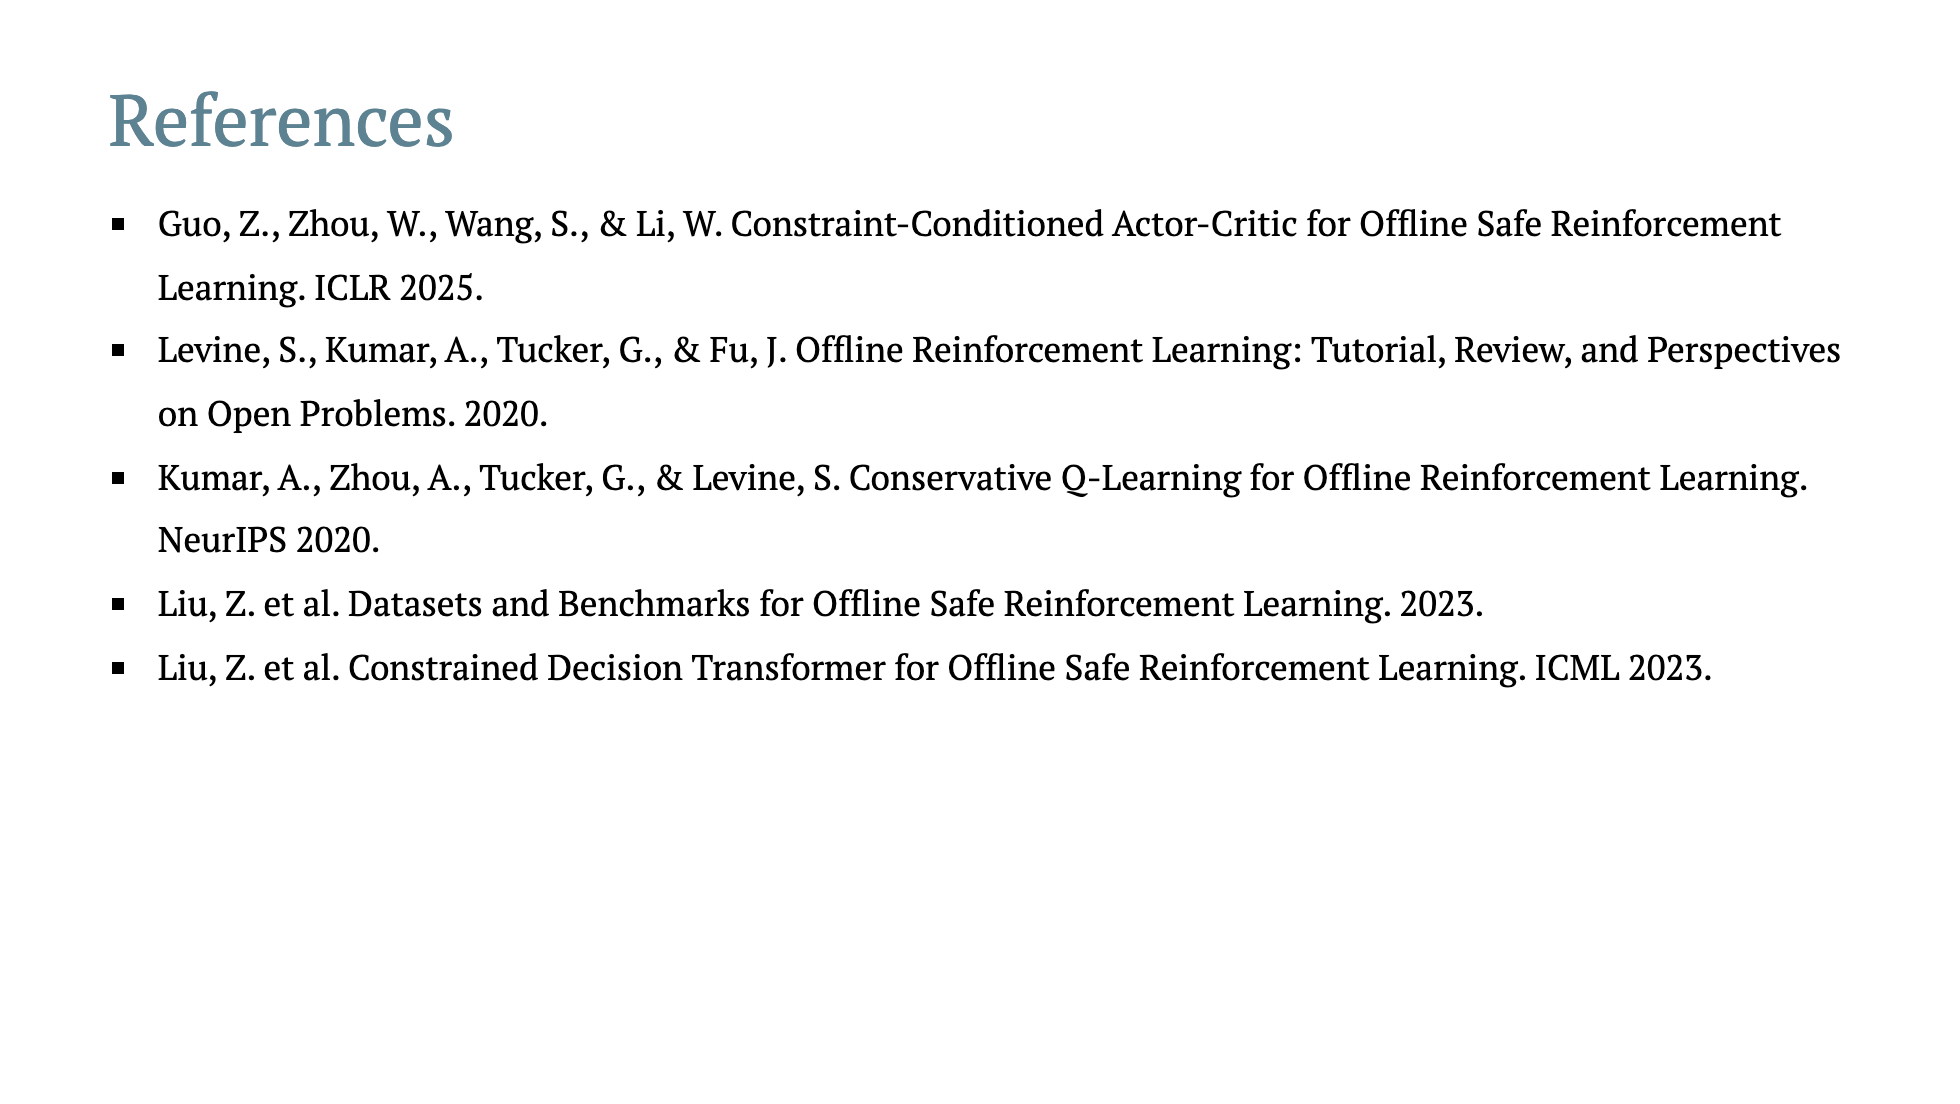 References
▪ Guo, Z., Zhou, W., Wang, S., & Li, W. Constraint-Conditioned Actor-Critic for Offline Safe Reinforcement
Learning. ICLR 2025.
▪ Levine, S., Kumar, A., Tucker, G., & Fu, J. Offline Reinforcement Learning: Tutorial, Review, and Perspectives
on Open Problems. 2020.
▪ Kumar, A., Zhou, A., Tucker, G., & Levine, S. Conservative Q-Learning for Offline Reinforcement Learning.
NeurIPS 2020.
▪ Liu, Z. et al. Datasets and Benchmarks for Offline Safe Reinforcement Learning. 2023.
▪ Liu, Z. et al. Constrained Decision Transformer for Offline Safe Reinforcement Learning. ICML 2023.